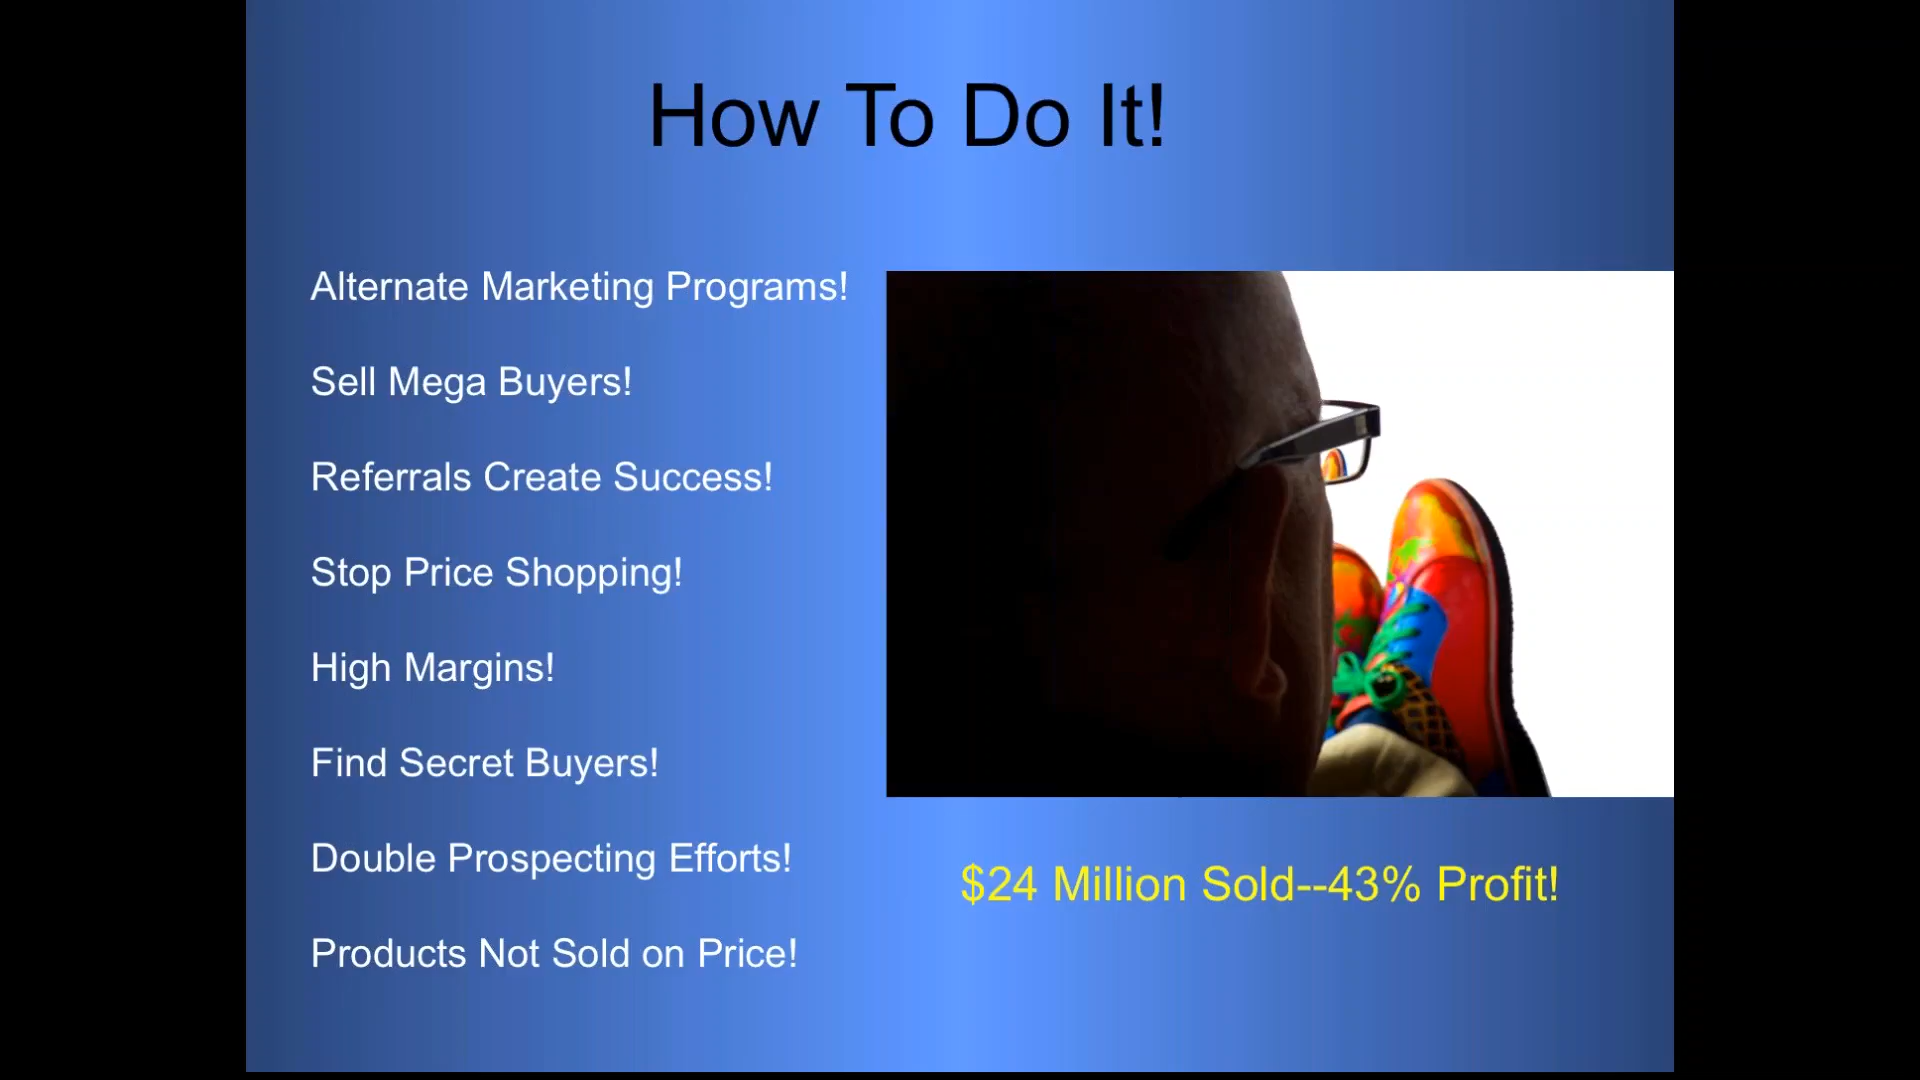 How To Do It!
Alternate Marketing Programs!
Sell Mega Buyers!
Referrals Create Success!
Stop Price Shopping!
High Margins!
Find Secret Buyers!
Double Prospecting Efforts!
Products Not Sold on Price!
$24 Million Sold--43% Profit!